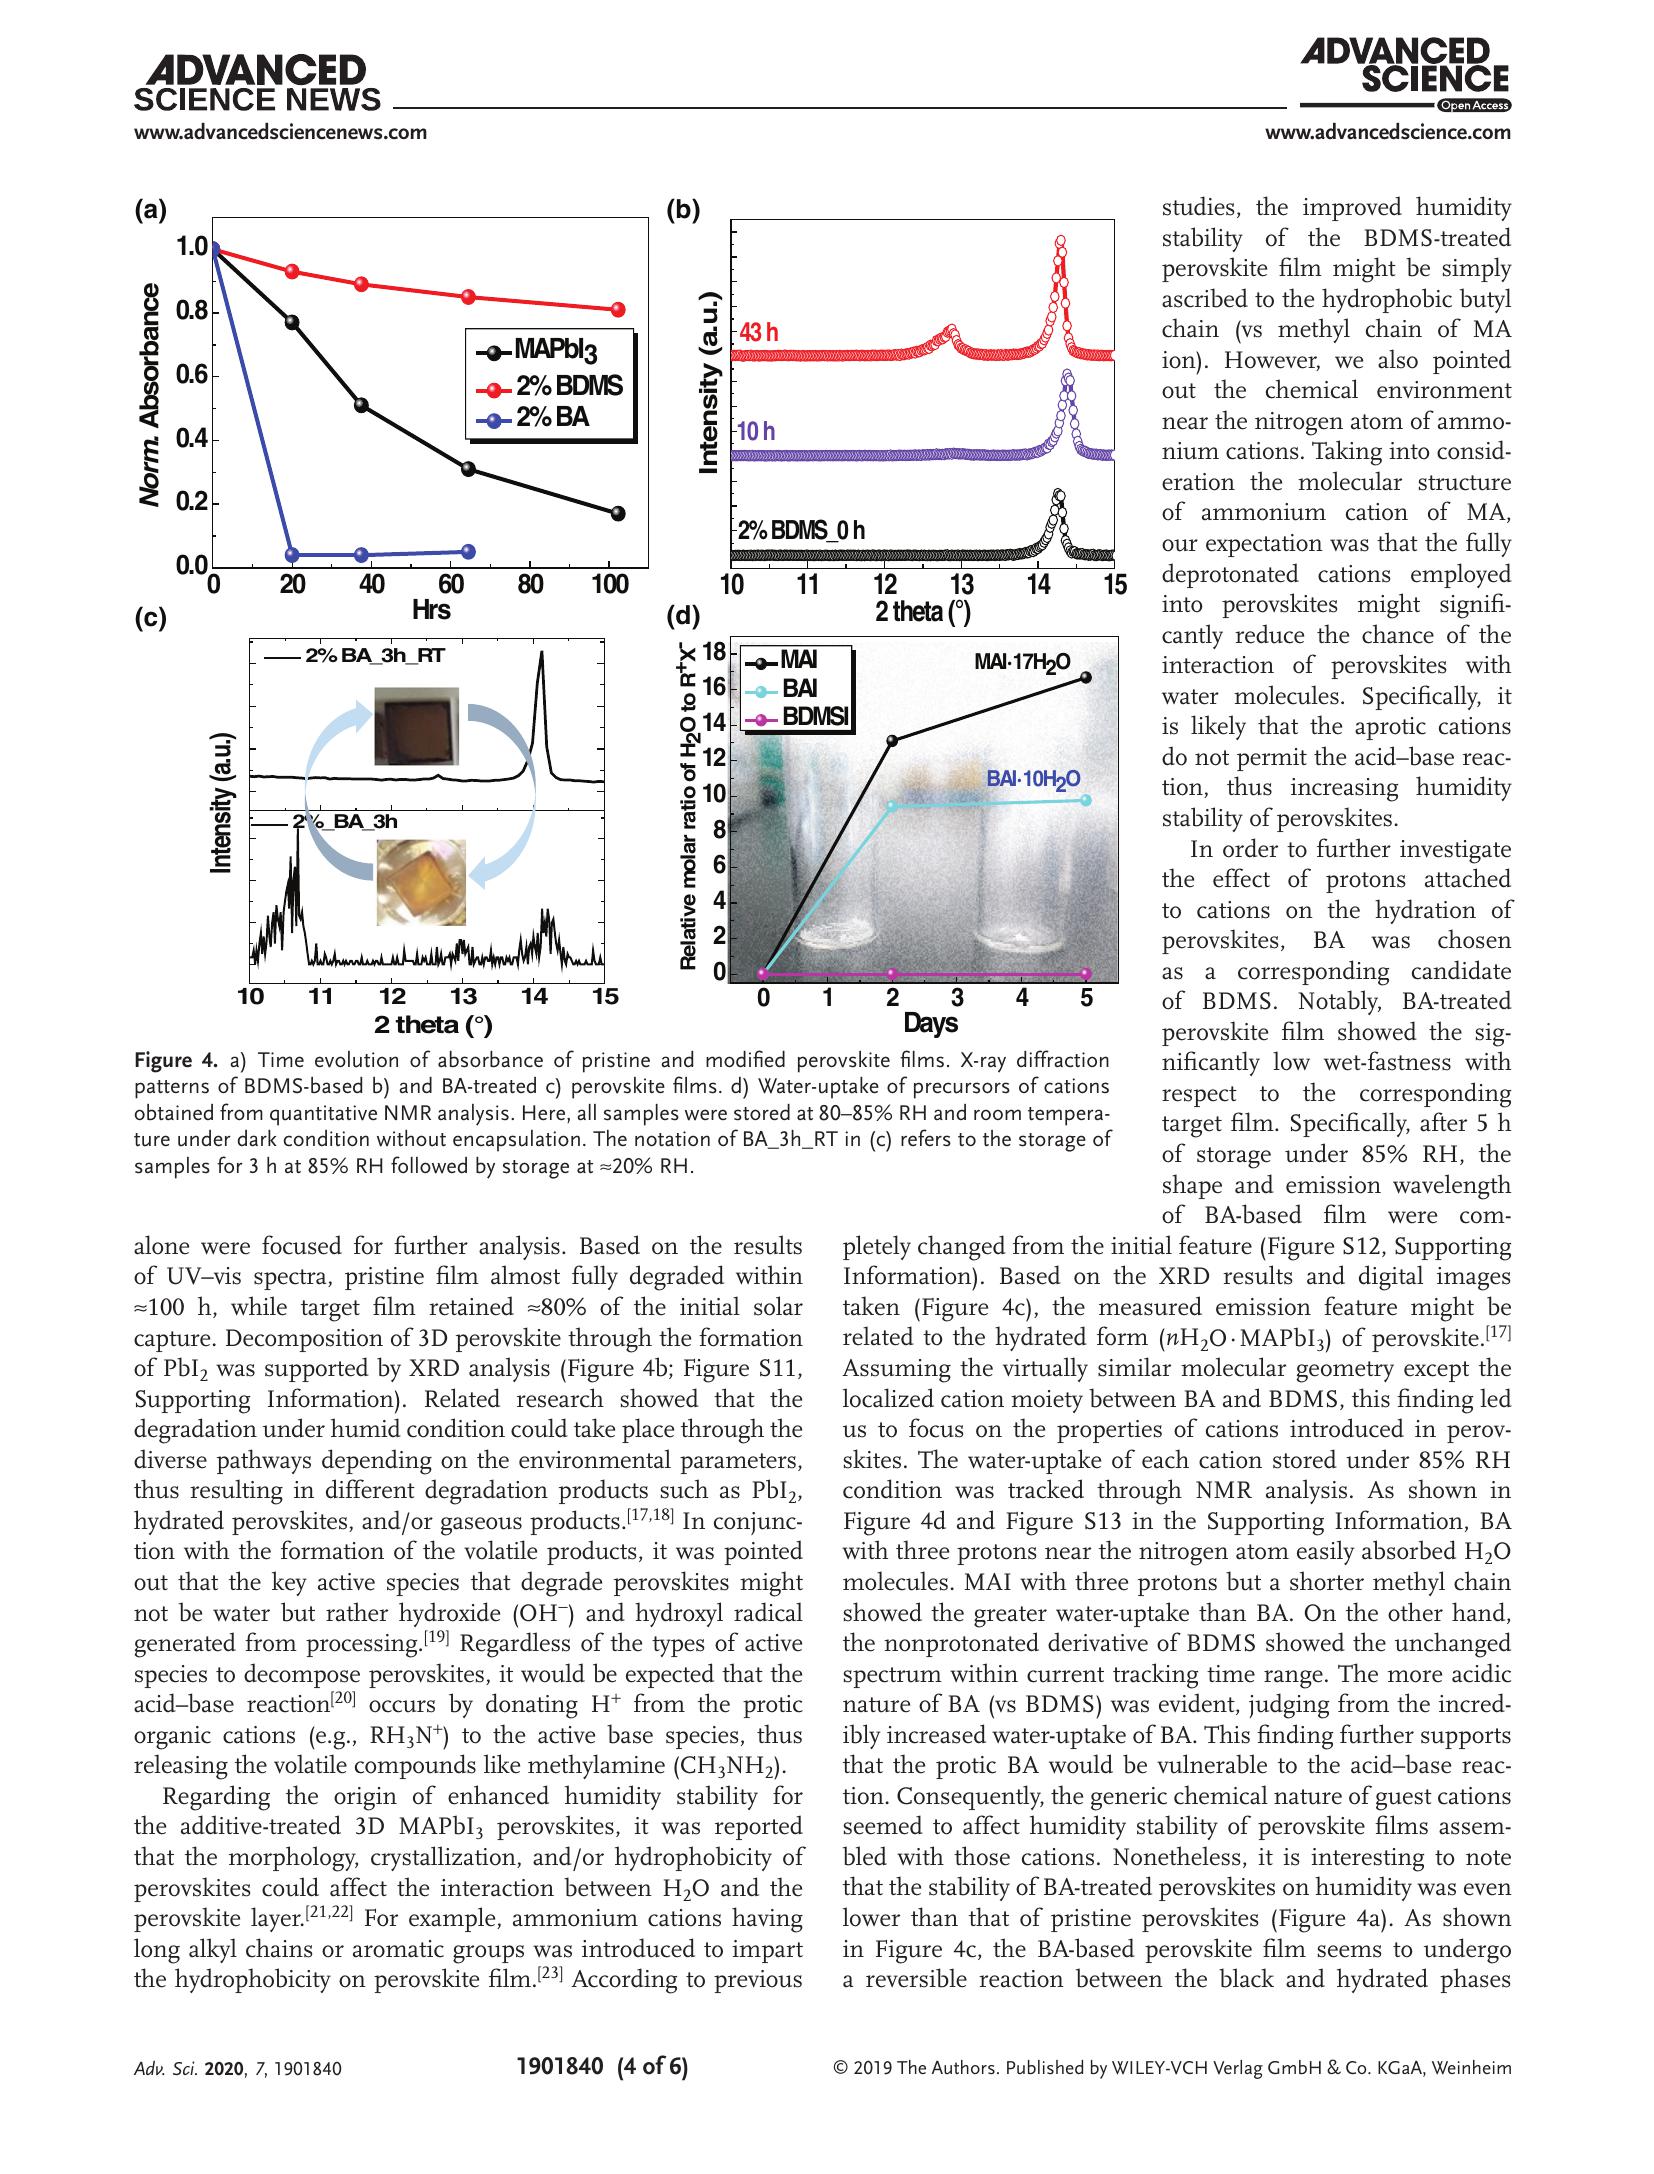 ADVANCED
SCIENCE NEWS
www.advancedsciencenews.com
ADVANCED
SCIENCE
Open Access
www.advancedscience.com
(a)
1.0
0.8
0.6
0.4
0.2
0.0
Norm. Absorbance
MAPbI3
2% BDMS
2% BA
0 20 40 60 80 100
Hrs
(b)
Intensity (a.u.)
43 h
10 h
2% BDMS_0 h
10 11 12 13 14 15
2 theta (°)
(c)
Intensity (a.u.)
2% BA_3h_RT
2%_BA_3h
10 11 12 13 14 15
2 theta (°)
(d)
Relative molar ratio of H2O to R+X-
18
16
14
12
10
8
6
4
2
0
MAI
BAI
BDMSI
MAI·17H2O
BAI·10H2O
0 1 2 3 4 5
Days
Figure 4. a) Time evolution of absorbance of pristine and modified perovskite films. X-ray diffraction
patterns of BDMS-based b) and BA-treated c) perovskite films. d) Water-uptake of precursors of cations
obtained from quantitative NMR analysis. Here, all samples were stored at 80–85% RH and room tempera-
ture under dark condition without encapsulation. The notation of BA_3h_RT in (c) refers to the storage of
samples for 3 h at 85% RH followed by storage at ≈20% RH.
alone were focused for further analysis. Based on the results
of UV–vis spectra, pristine film almost fully degraded within
≈100 h, while target film retained ≈80% of the initial solar
capture. Decomposition of 3D perovskite through the formation
of PbI2 was supported by XRD analysis (Figure 4b; Figure S11,
Supporting Information). Related research showed that the
degradation under humid condition could take place through the
diverse pathways depending on the environmental parameters,
thus resulting in different degradation products such as PbI2,
hydrated perovskites, and/or gaseous products.[17,18] In conjunc-
tion with the formation of the volatile products, it was pointed
out that the key active species that degrade perovskites might
not be water but rather hydroxide (OH−) and hydroxyl radical
generated from processing.[19] Regardless of the types of active
species to decompose perovskites, it would be expected that the
acid–base reaction[20] occurs by donating H+ from the protic
organic cations (e.g., RH3N+) to the active base species, thus
releasing the volatile compounds like methylamine (CH3NH2).
Regarding the origin of enhanced humidity stability for
the additive-treated 3D MAPbI3 perovskites, it was reported
that the morphology, crystallization, and/or hydrophobicity of
perovskites could affect the interaction between H2O and the
perovskite layer.[21,22] For example, ammonium cations having
long alkyl chains or aromatic groups was introduced to impart
the hydrophobicity on perovskite film.[23] According to previous
studies, the improved humidity
stability of the BDMS-treated
perovskite film might be simply
ascribed to the hydrophobic butyl
chain (vs methyl chain of MA
ion). However, we also pointed
out the chemical environment
near the nitrogen atom of ammo-
nium cations. Taking into consid-
eration the molecular structure
of ammonium cation of MA,
our expectation was that the fully
deprotonated cations employed
into perovskites might signifi-
cantly reduce the chance of the
interaction of perovskites with
water molecules. Specifically, it
is likely that the aprotic cations
do not permit the acid–base reac-
tion, thus increasing humidity
stability of perovskites.
In order to further investigate
the effect of protons attached
to cations on the hydration of
perovskites, BA was chosen
as a corresponding candidate
of BDMS. Notably, BA-treated
perovskite film showed the sig-
nificantly low wet-fastness with
respect to the corresponding
target film. Specifically, after 5 h
of storage under 85% RH, the
shape and emission wavelength
of BA-based film were com-
pletely changed from the initial feature (Figure S12, Supporting
Information). Based on the XRD results and digital images
taken (Figure 4c), the measured emission feature might be
related to the hydrated form (nH2O·MAPbI3) of perovskite.[17]
Assuming the virtually similar molecular geometry except the
localized cation moiety between BA and BDMS, this finding led
us to focus on the properties of cations introduced in perov-
skites. The water-uptake of each cation stored under 85% RH
condition was tracked through NMR analysis. As shown in
Figure 4d and Figure S13 in the Supporting Information, BA
with three protons near the nitrogen atom easily absorbed H2O
molecules. MAI with three protons but a shorter methyl chain
showed the greater water-uptake than BA. On the other hand,
the nonprotonated derivative of BDMS showed the unchanged
spectrum within current tracking time range. The more acidic
nature of BA (vs BDMS) was evident, judging from the incred-
ibly increased water-uptake of BA. This finding further supports
that the protic BA would be vulnerable to the acid–base reac-
tion. Consequently, the generic chemical nature of guest cations
seemed to affect humidity stability of perovskite films assem-
bled with those cations. Nonetheless, it is interesting to note
that the stability of BA-treated perovskites on humidity was even
lower than that of pristine perovskites (Figure 4a). As shown
in Figure 4c, the BA-based perovskite film seems to undergo
a reversible reaction between the black and hydrated phases
Adv. Sci. 2020, 7, 1901840
1901840 (4 of 6)
© 2019 The Authors. Published by WILEY-VCH Verlag GmbH & Co. KGaA, Weinheim